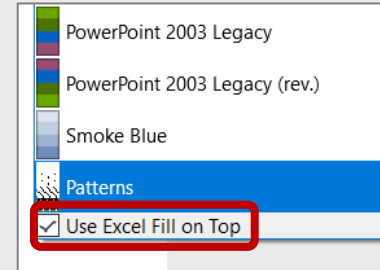 PowerPoint 2003 Legacy
PowerPoint 2003 Legacy (rev.)
Smoke Blue
Patterns
Use Excel Fill on Top